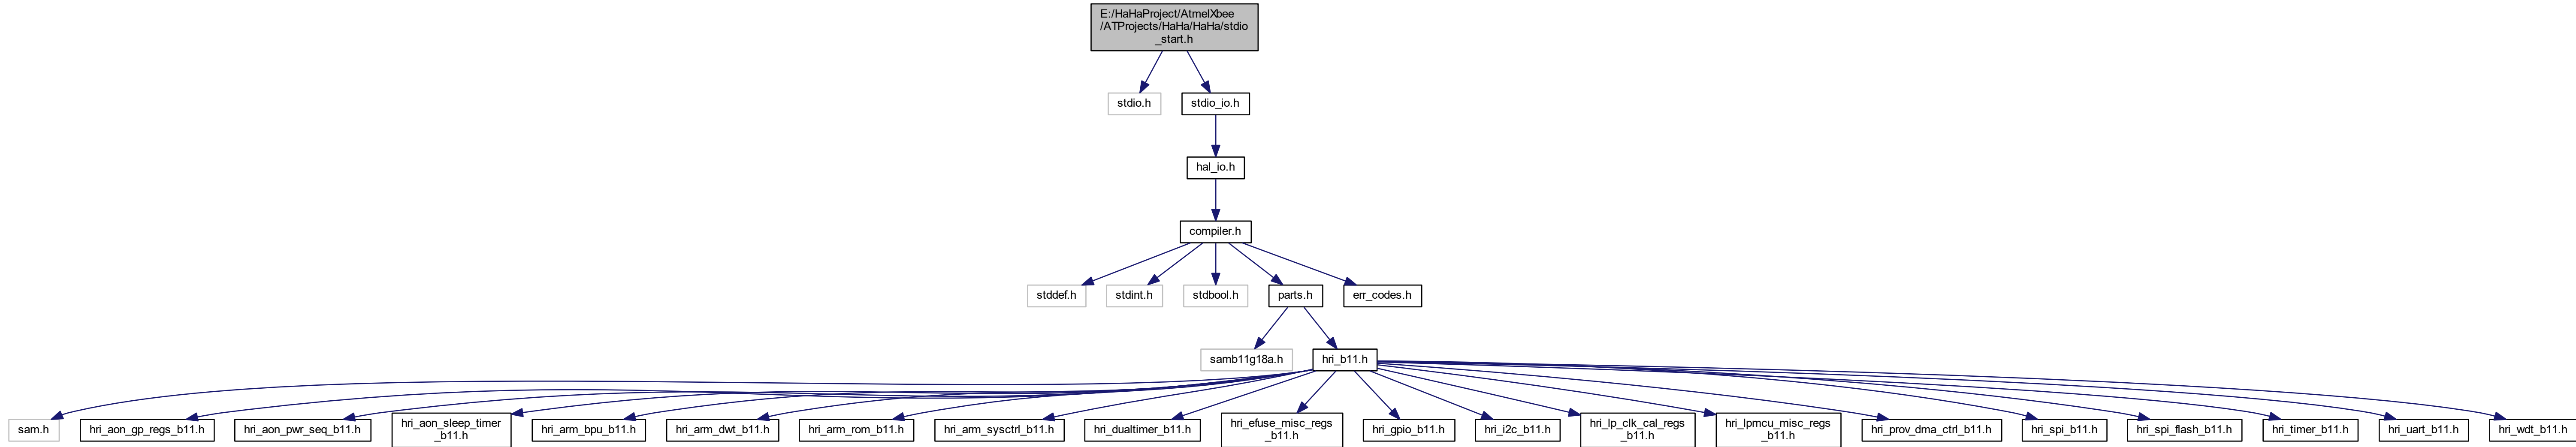 E:/HaHaProject/AtmelXbee
/ATProjects/HaHa/HaHa/stdio
_start.h
stdio.h
stdio_io.h
hal_io.h
compiler.h
stddef.h
stdint.h
stdbool.h
parts.h
err_codes.h
samb11g18a.h
hri_b11.h
sam.h
hri_aon_gp_regs_b11.h
hri_aon_pwr_seq_b11.h
hri_aon_sleep_timer
_b11.h
hri_arm_bpu_b11.h
hri_arm_dwt_b11.h
hri_arm_rom_b11.h
hri_arm_sysctrl_b11.h
hri_dualtimer_b11.h
hri_efuse_misc_regs
_b11.h
hri_gpio_b11.h
hri_i2c_b11.h
hri_lp_clk_cal_regs
_b11.h
hri_lpmcu_misc_regs
_b11.h
hri_prov_dma_ctrl_b11.h
hri_spi_b11.h
hri_spi_flash_b11.h
hri_timer_b11.h
hri_uart_b11.h
hri_wdt_b11.h